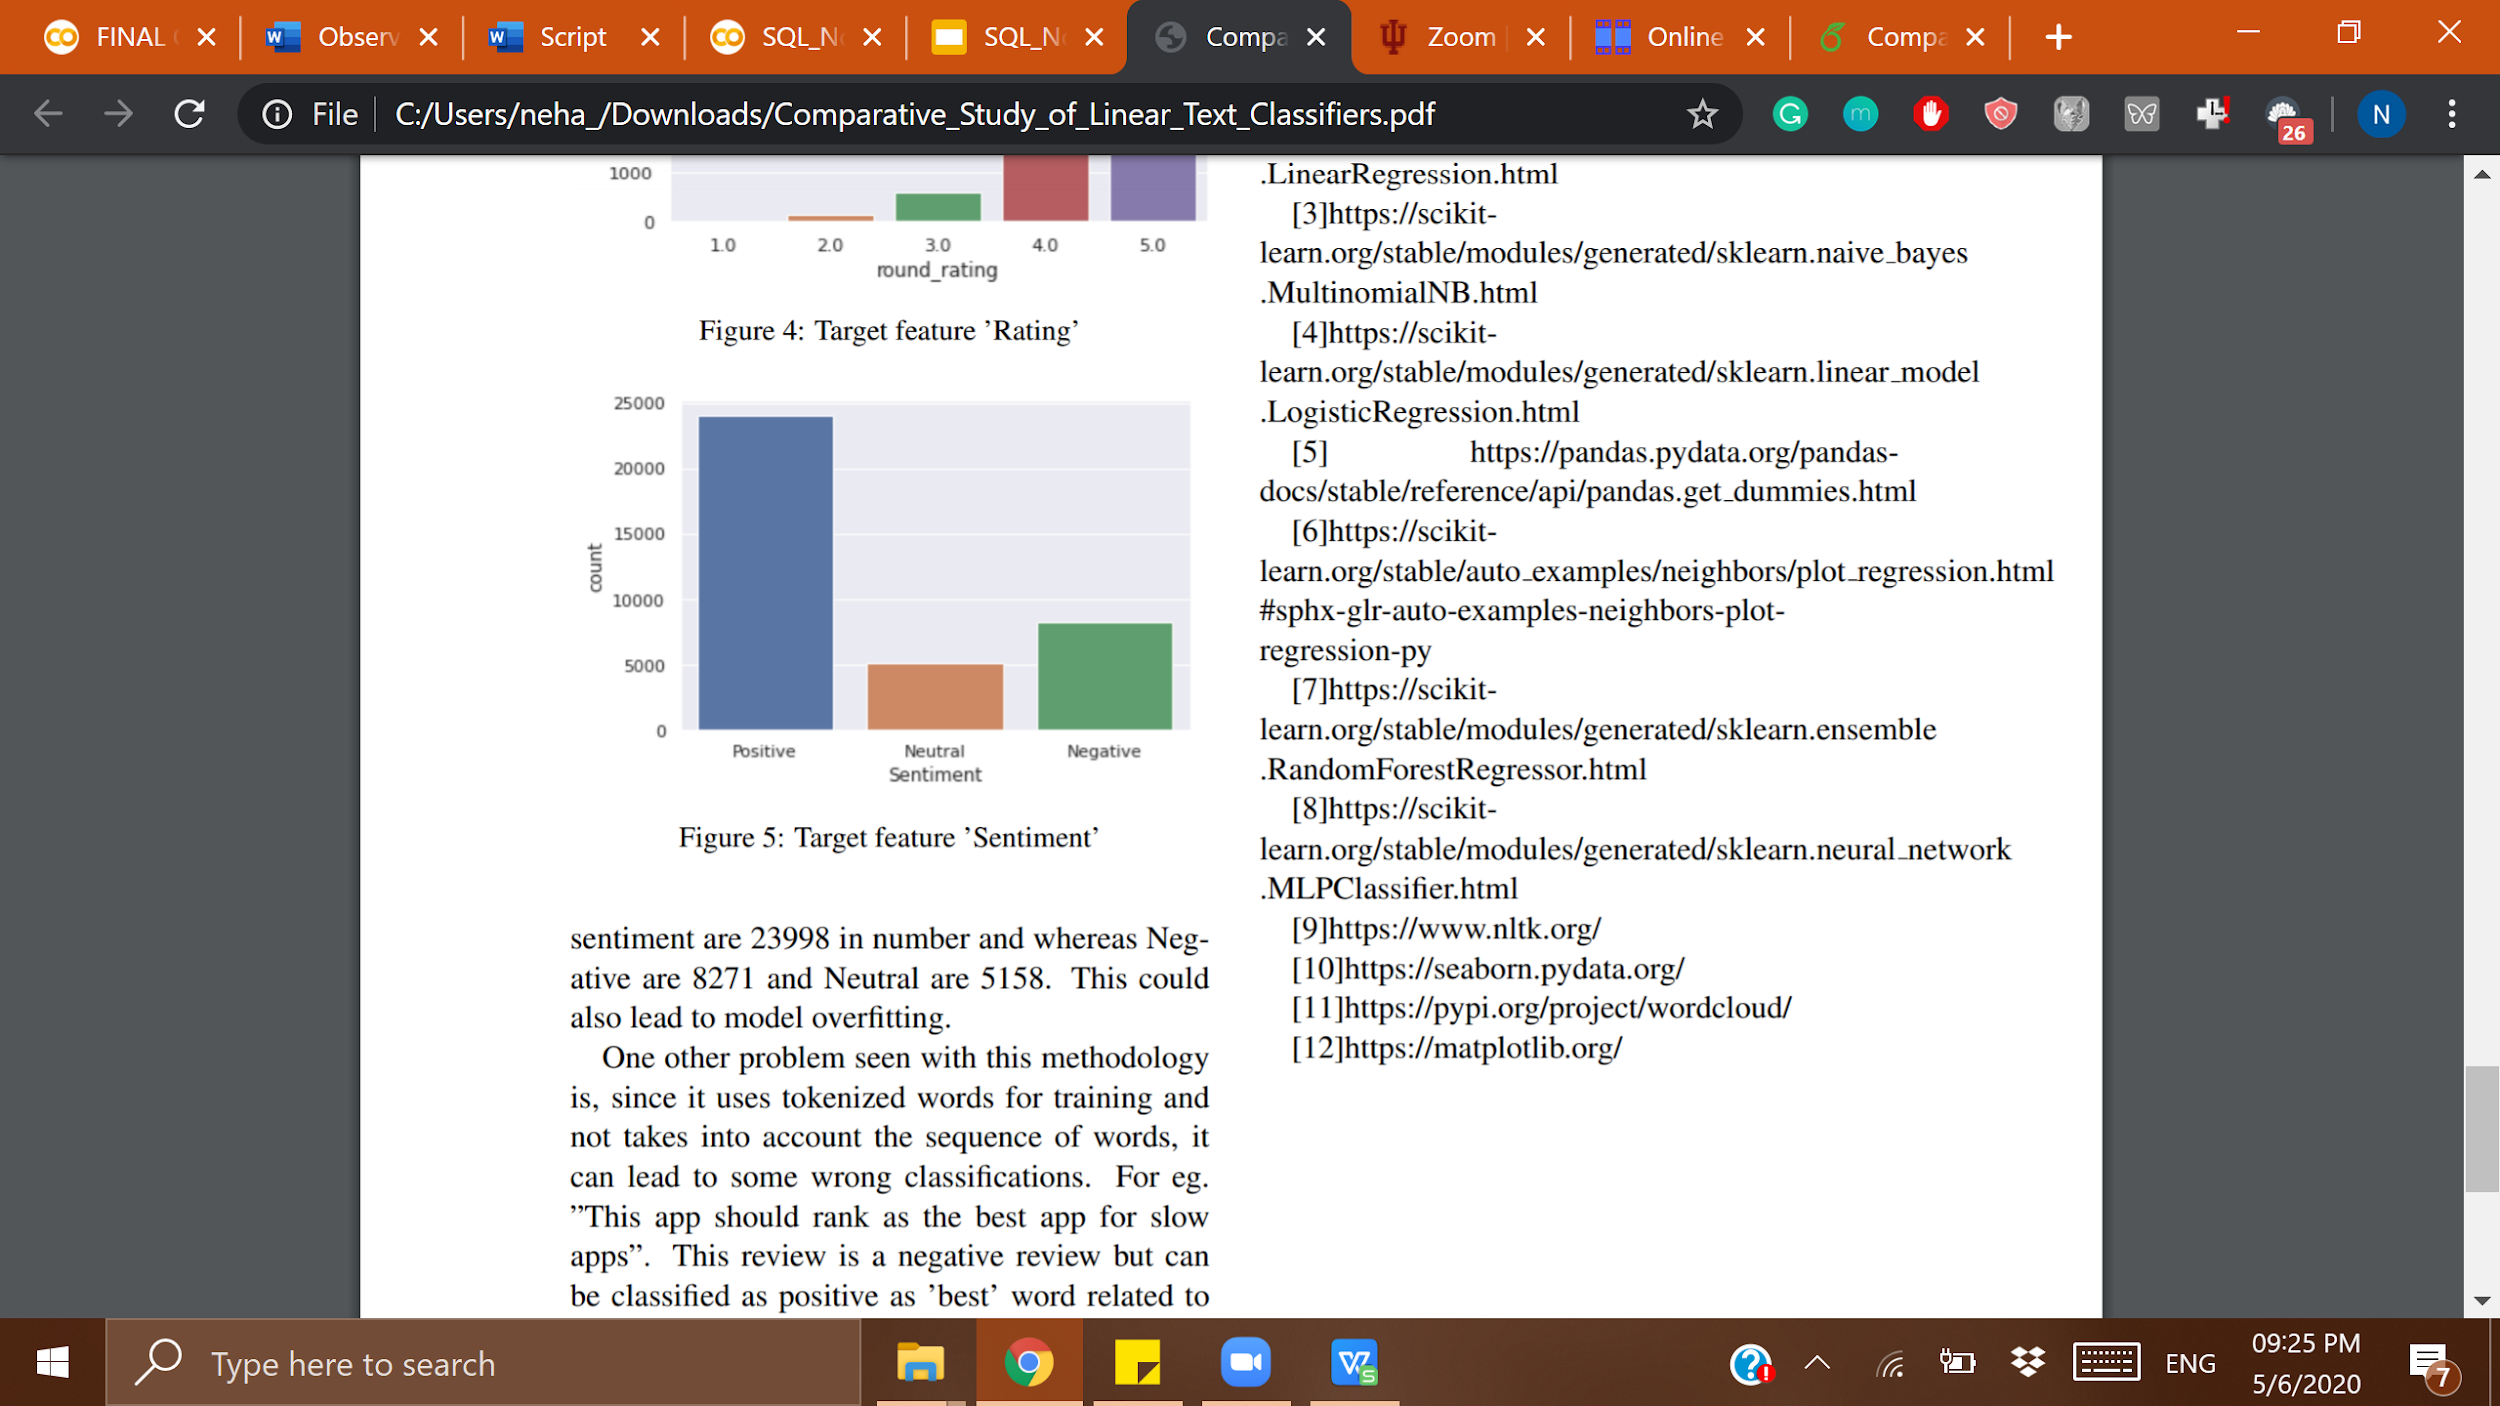 FINAL
Observ
Script
SQL_No
SQL_No
Compa
Zoom
Online
Compa
File
C:/Users/neha_/Downloads/Comparative_Study_of_Linear_Text_Classifiers.pdf
G
m
26
N
1000
0
1.0 2.0 3.0 4.0 5.0
round_rating
Figure 4: Target feature ’Rating’
25000
20000
15000
10000
5000
0
count
Positive Neutral Negative
Sentiment
Figure 5: Target feature ’Sentiment’
sentiment are 23998 in number and whereas Neg-
ative are 8271 and Neutral are 5158. This could
also lead to model overfitting.
One other problem seen with this methodology
is, since it uses tokenized words for training and
not takes into account the sequence of words, it
can lead to some wrong classifications. For eg.
”This app should rank as the best app for slow
apps”. This review is a negative review but can
be classified as positive as ’best’ word related to
.LinearRegression.html
[3]https://scikit-
learn.org/stable/modules/generated/sklearn.naive_bayes
.MultinomialNB.html
[4]https://scikit-
learn.org/stable/modules/generated/sklearn.linear_model
.LogisticRegression.html
[5] https://pandas.pydata.org/pandas-
docs/stable/reference/api/pandas.get_dummies.html
[6]https://scikit-
learn.org/stable/auto_examples/neighbors/plot_regression.html
#sphx-glr-auto-examples-neighbors-plot-
regression-py
[7]https://scikit-
learn.org/stable/modules/generated/sklearn.ensemble
.RandomForestRegressor.html
[8]https://scikit-
learn.org/stable/modules/generated/sklearn.neural_network
.MLPClassifier.html
[9]https://www.nltk.org/
[10]https://seaborn.pydata.org/
[11]https://pypi.org/project/wordcloud/
[12]https://matplotlib.org/
Type here to search
ENG
09:25 PM
5/6/2020
7